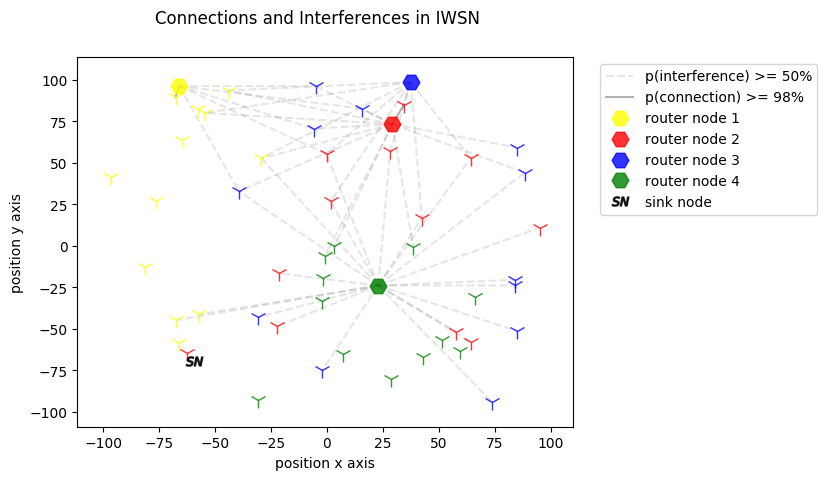 Connections and Interferences in IWSN
100
75
50
25
0
−25
−50
−75
−100
position y axis
−100 −75 −50 −25 0 25 50 75 100
position x axis
SN
p(interference) >= 50%
p(connection) >= 98%
router node 1
router node 2
router node 3
router node 4
SN sink node